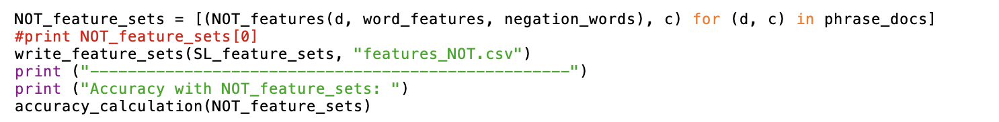 NOT_feature_sets = [(NOT_features(d, word_features, negation_words), c) for (d, c) in phrase_docs]
#print NOT_feature_sets[0]
write_feature_sets(SL_feature_sets, "features_NOT.csv")
print ("---------------------------------------------------")
print ("Accuracy with NOT_feature_sets: ")
accuracy_calculation(NOT_feature_sets)